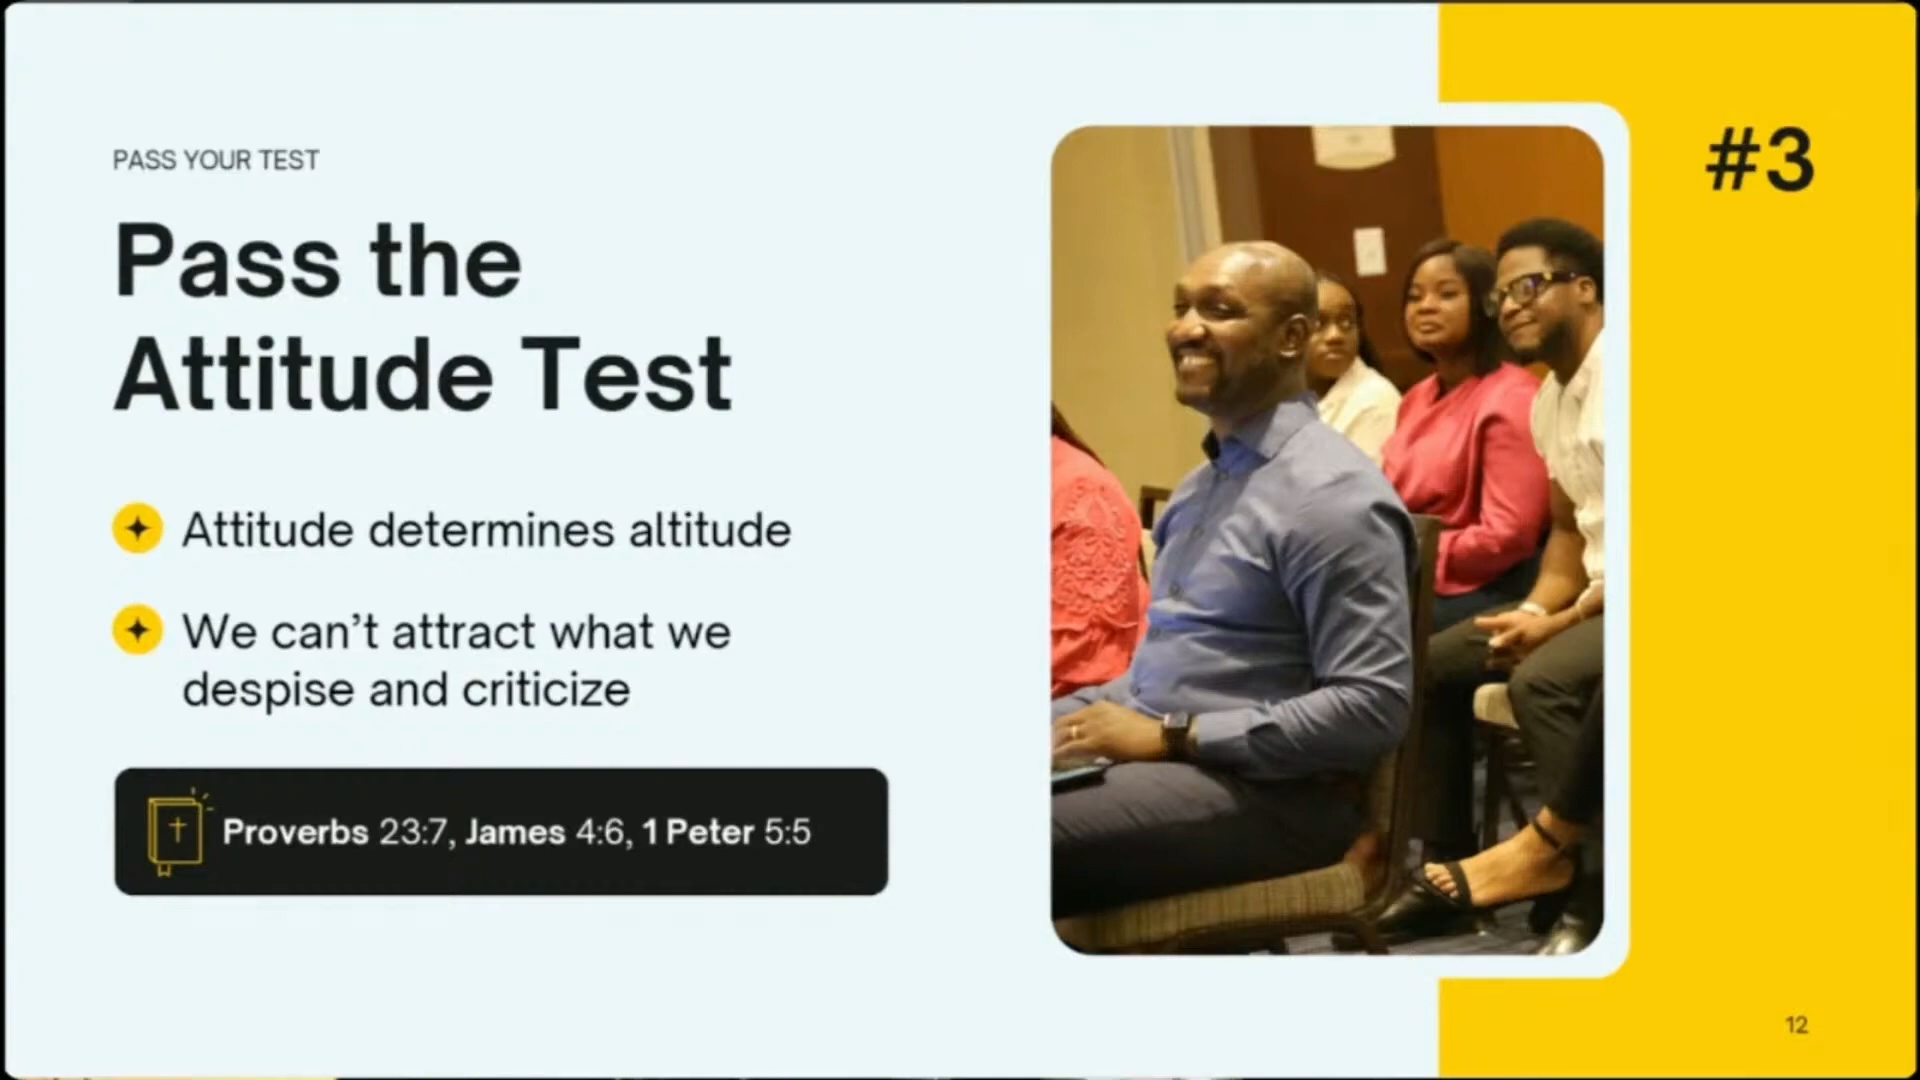 PASS YOUR TEST
#3
Pass the
Attitude Test
Attitude determines altitude
We can’t attract what we
despise and criticize
Proverbs 23:7, James 4:6, 1 Peter 5:5
12